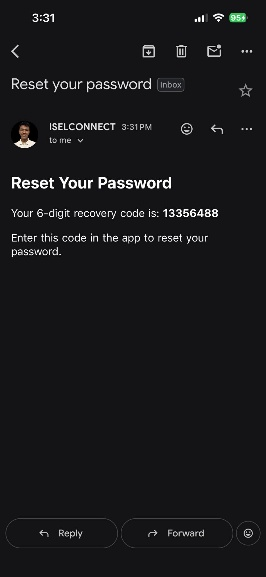 3:31
95
Reset your password Inbox
ISELCONNECT 3:31 PM
to me
Reset Your Password
Your 6-digit recovery code is: 13356488
Enter this code in the app to reset your
password.
Reply
Forward